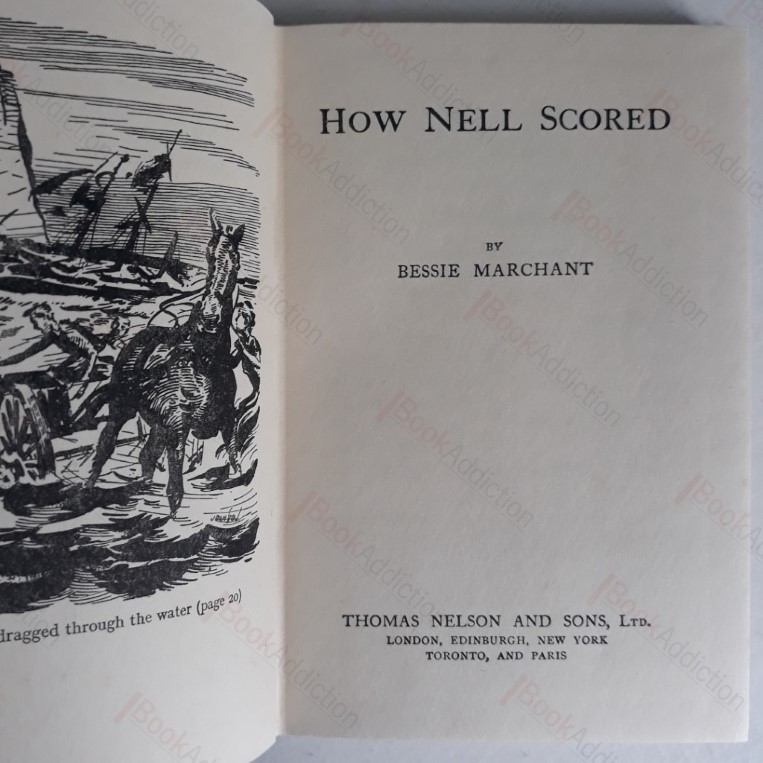 dragged through the water (page 20)
HOW NELL SCORED
BY
BESSIE MARCHANT
THOMAS NELSON AND SONS, LTD.
LONDON, EDINBURGH, NEW YORK
TORONTO, AND PARIS
BookAddiction